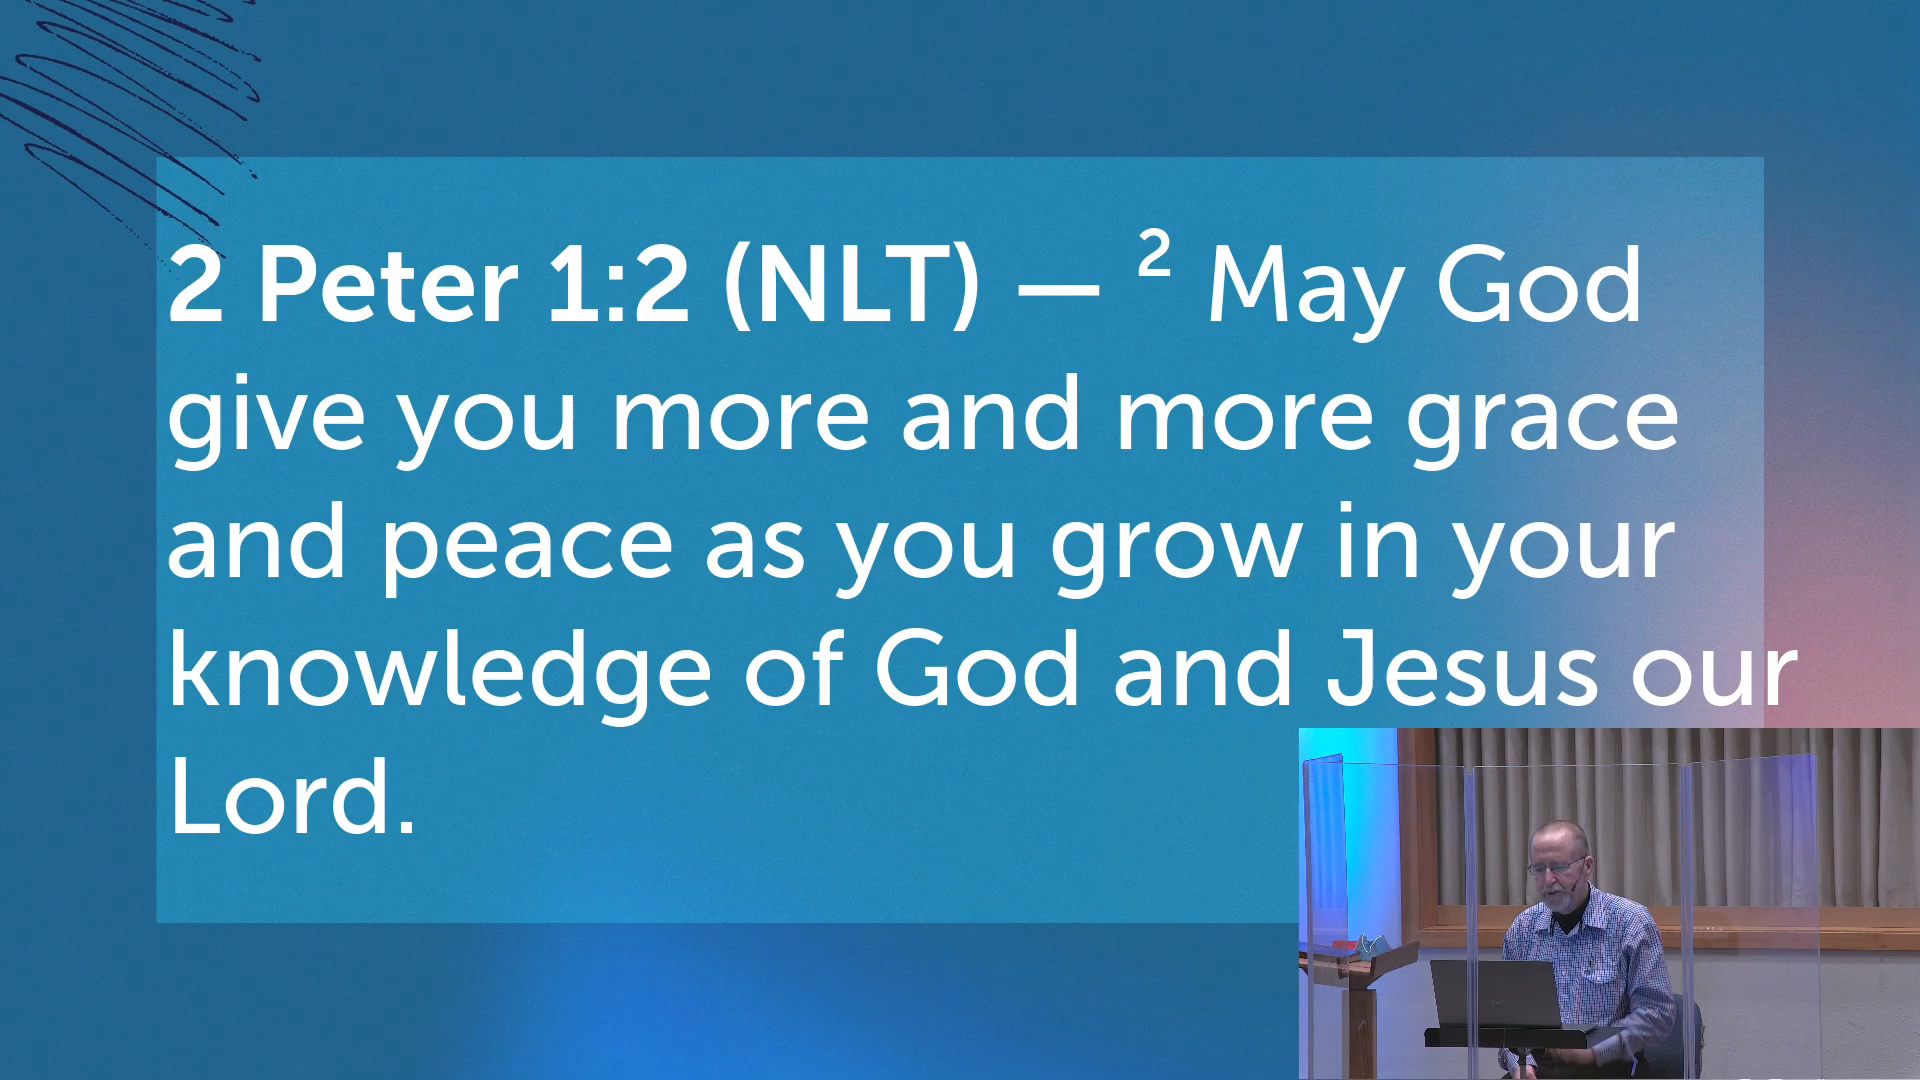 2 Peter 1:2 (NLT) — ² May God
give you more and more grace
and peace as you grow in your
knowledge of God and Jesus our
Lord.